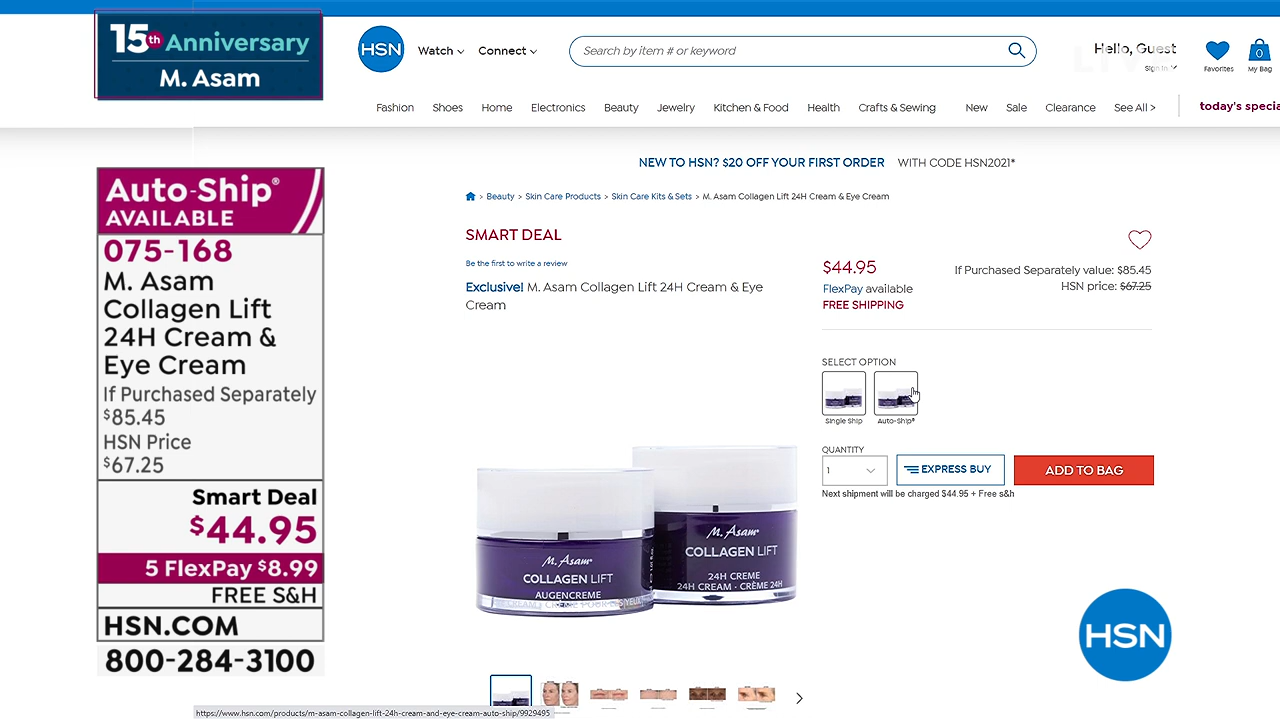 15th Anniversary
M. Asam
HSN
Watch
Connect
Search by item # or keyword
Hello, Guest
Sign In
Favorites
0
My Bag
LIV
Fashion Shoes Home Electronics Beauty Jewelry Kitchen & Food Health Crafts & Sewing New Sale Clearance See All > today's specia
NEW TO HSN? $20 OFF YOUR FIRST ORDER WITH CODE HSN2021*
> Beauty > Skin Care Products > Skin Care Kits & Sets > M. Asam Collagen Lift 24H Cream & Eye Cream
Auto-Ship®
AVAILABLE
075-168
M. Asam
Collagen Lift
24H Cream &
Eye Cream
If Purchased Separately
$85.45
HSN Price
$67.25
Smart Deal
$44.95
5 FlexPay $8.99
FREE S&H
HSN.COM
800-284-3100
SMART DEAL
Be the first to write a review
Exclusive! M. Asam Collagen Lift 24H Cream & Eye
Cream
$44.95
FlexPay available
FREE SHIPPING
If Purchased Separately value: $85.45
HSN price: $67.25
SELECT OPTION
Single Ship
Auto-Ship®
QUANTITY
1
EXPRESS BUY
ADD TO BAG
Next shipment will be charged $44.95 + Free s&h
M. Asam®
COLLAGEN LIFT
AUGENCREME
M. Asam®
COLLAGEN LIFT
24H CREME
24H CREAM · CRÈME 24H
HSN
https://www.hsn.com/products/m-asam-collagen-lift-24h-cream-and-eye-cream-auto-ship/9929495